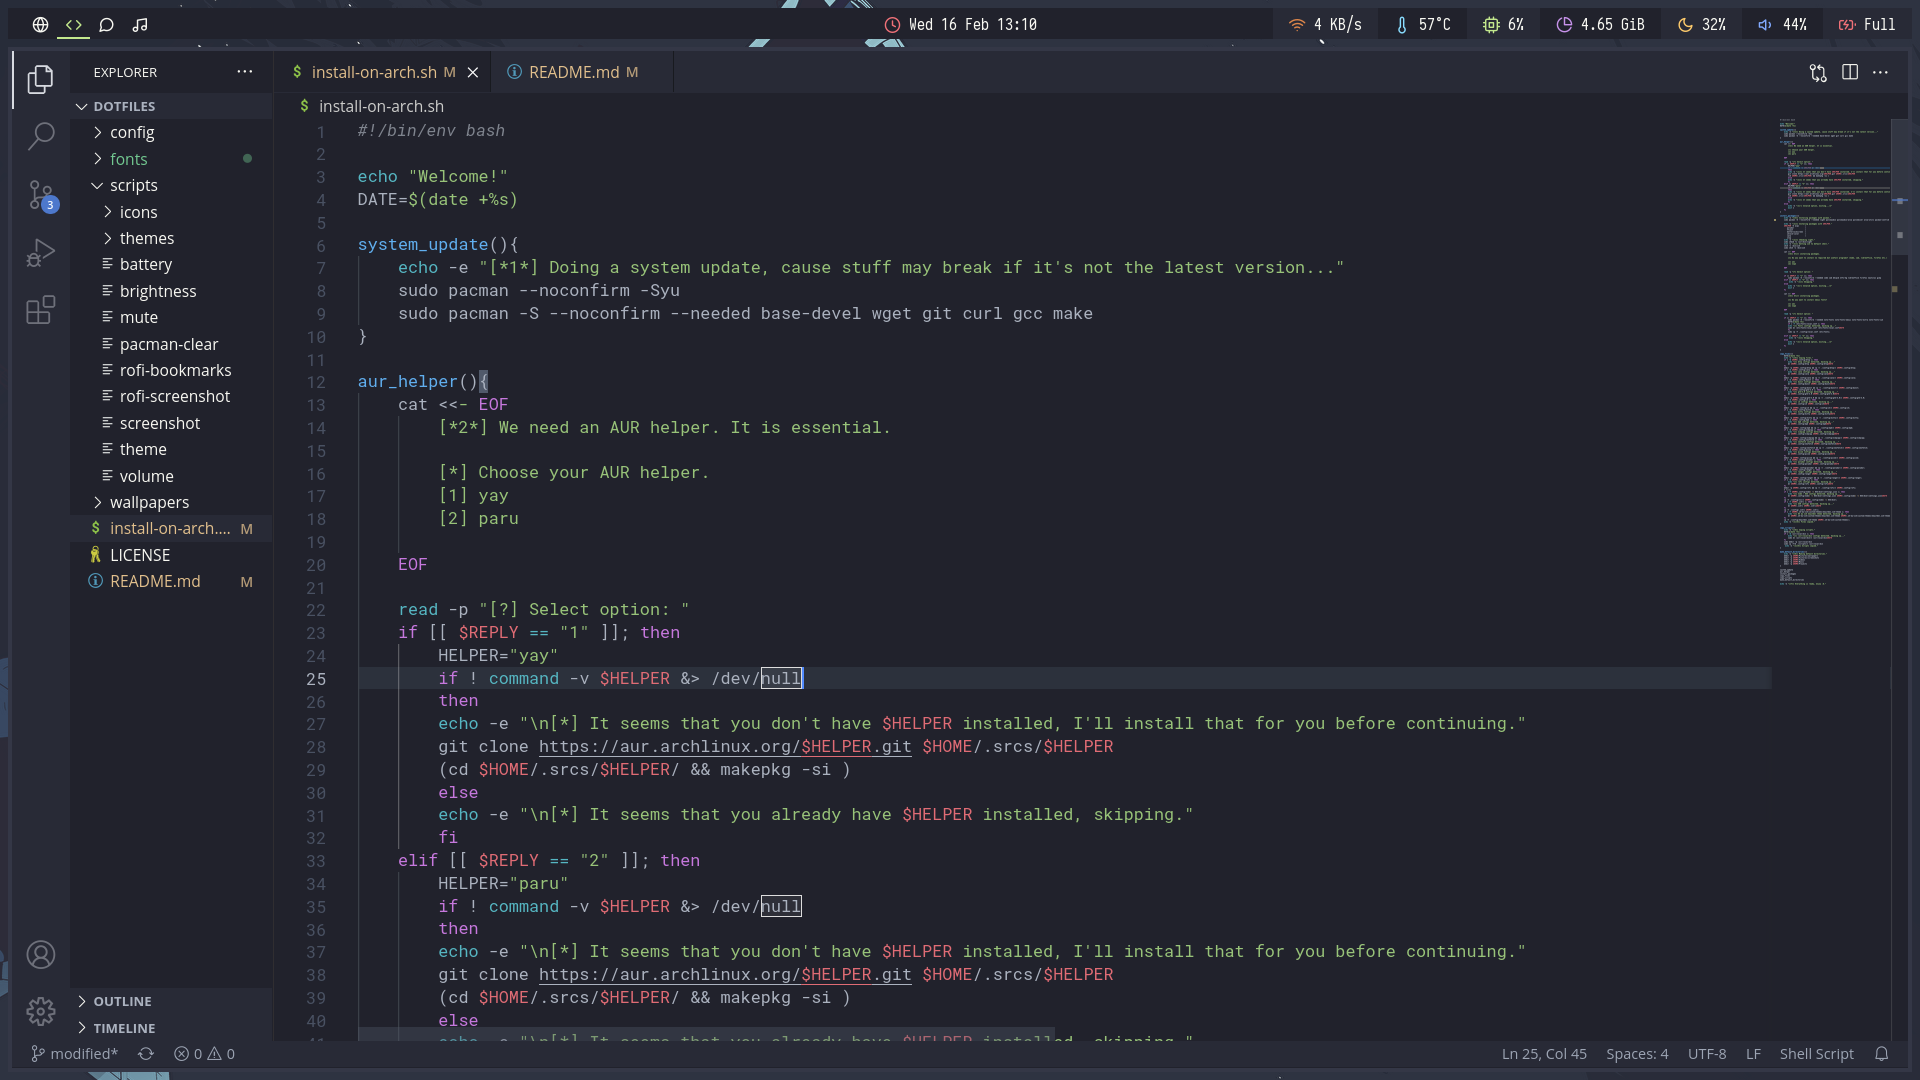 Wed 16 Feb 13:10
4 KB/s
57°C
6%
4.65 GiB
32%
44%
Full
EXPLORER
DOTFILES
config
fonts
scripts
icons
themes
battery
brightness
mute
pacman-clear
rofi-bookmarks
rofi-screenshot
screenshot
theme
volume
wallpapers
$ install-on-arch.... M
LICENSE
README.md M
OUTLINE
TIMELINE
3
$ install-on-arch.sh M
README.md M
$ install-on-arch.sh
1 #!/bin/env bash
2
3 echo "Welcome!"
4 DATE=$(date +%s)
5
6 system_update(){
7 echo -e "[*1*] Doing a system update, cause stuff may break if it's not the latest version..."
8 sudo pacman --noconfirm -Syu
9 sudo pacman -S --noconfirm --needed base-devel wget git curl gcc make
10 }
11
12 aur_helper(){
13 cat <<- EOF
14 [*2*] We need an AUR helper. It is essential.
15
16 [*] Choose your AUR helper.
17 [1] yay
18 [2] paru
19
20 EOF
21
22 read -p "[?] Select option: "
23 if [[ $REPLY == "1" ]]; then
24 HELPER="yay"
25 if ! command -v $HELPER &> /dev/null
26 then
27 echo -e "\n[*] It seems that you don't have $HELPER installed, I'll install that for you before continuing."
28 git clone https://aur.archlinux.org/$HELPER.git $HOME/.srcs/$HELPER
29 (cd $HOME/.srcs/$HELPER/ && makepkg -si )
30 else
31 echo -e "\n[*] It seems that you already have $HELPER installed, skipping."
32 fi
33 elif [[ $REPLY == "2" ]]; then
34 HELPER="paru"
35 if ! command -v $HELPER &> /dev/null
36 then
37 echo -e "\n[*] It seems that you don't have $HELPER installed, I'll install that for you before continuing."
38 git clone https://aur.archlinux.org/$HELPER.git $HOME/.srcs/$HELPER
39 (cd $HOME/.srcs/$HELPER/ && makepkg -si )
40 else
41 echo -e "\n[*] It seems that you already have $HELPER installed, skipping."
modified*
0 0
Ln 25, Col 45
Spaces: 4
UTF-8
LF
Shell Script